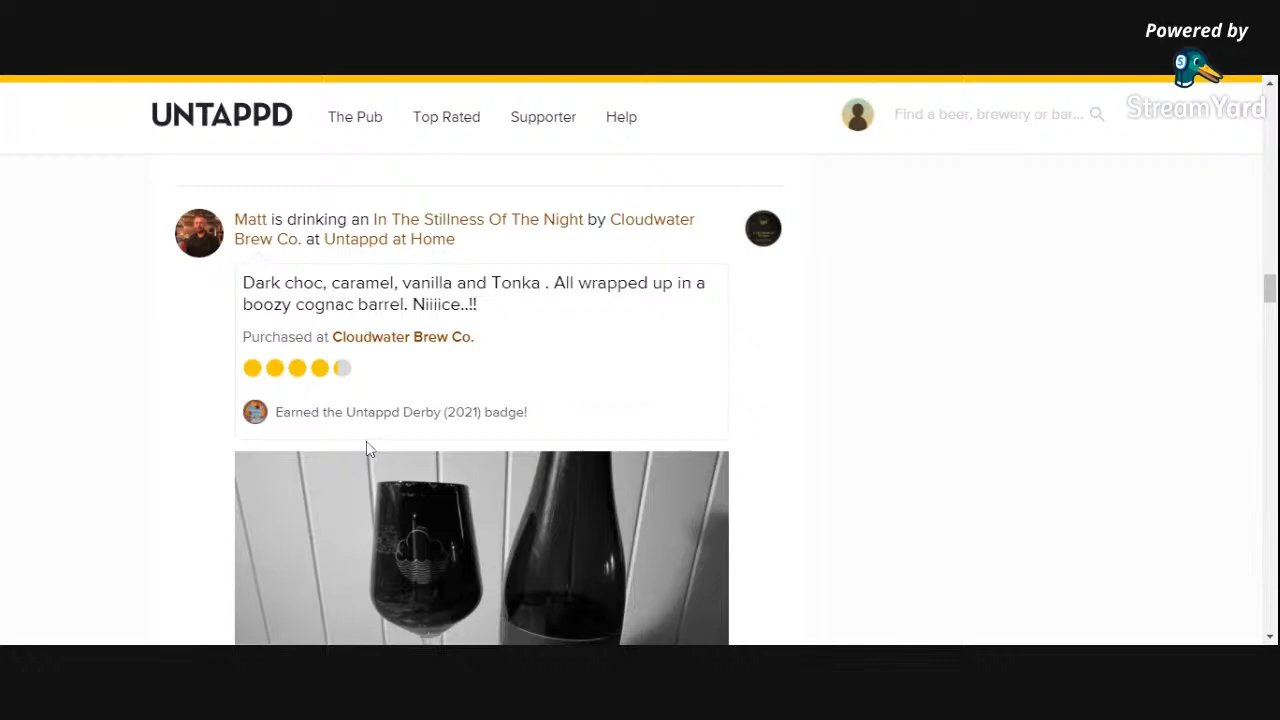 Powered by
StreamYard
UNTAPPD The Pub Top Rated Supporter Help Find a beer, brewery or bar...
Matt is drinking an In The Stillness Of The Night by Cloudwater
Brew Co. at Untappd at Home
Dark choc, caramel, vanilla and Tonka . All wrapped up in a
boozy cognac barrel. Niiiice..!!
Purchased at Cloudwater Brew Co.
Earned the Untappd Derby (2021) badge!